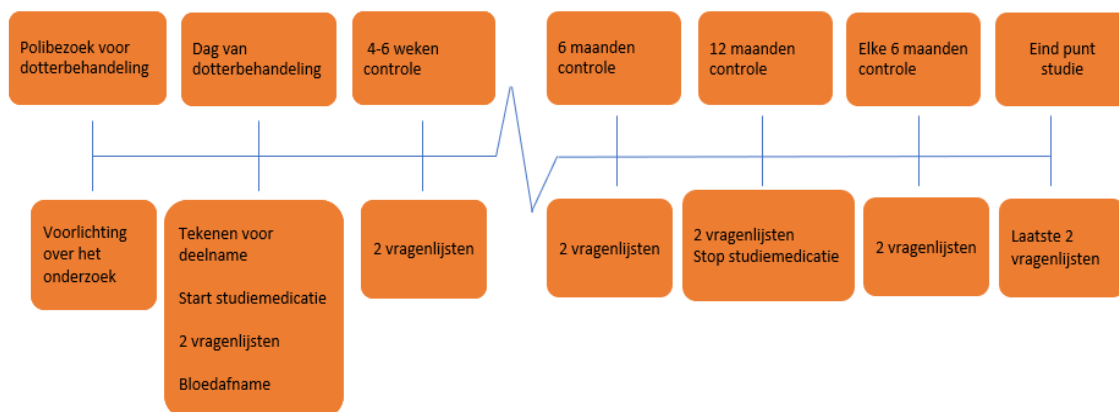 Polibezoek voor
dotterbehandeling
Dag van
dotterbehandeling
4-6 weken
controle
6 maanden
controle
12 maanden
controle
Elke 6 maanden
controle
Eind punt
studie
Voorlichting
over het
onderzoek
Tekenen voor
deelname
Start studiemedicatie
2 vragenlijsten
Bloedafname
2 vragenlijsten
2 vragenlijsten
2 vragenlijsten
Stop studiemedicatie
2 vragenlijsten
Laatste 2
vragenlijsten